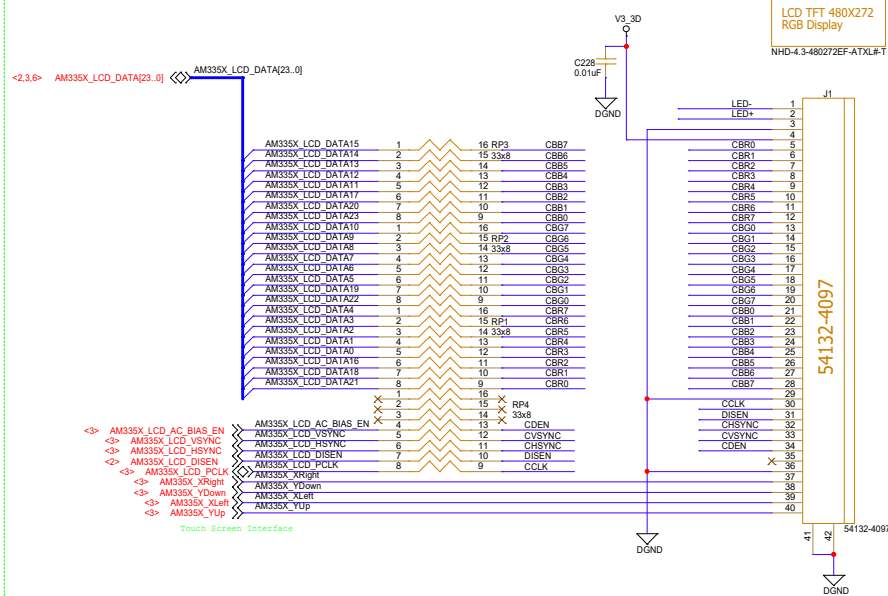 LCD TFT 480X272
RGB Display
NHD-4.3-480272EF-ATXL#-T
V3_3D
C228
0.01uF
DGND
<2,3,6> AM335X_LCD_DATA[23..0] AM335X_LCD_DATA[23..0]
J1
LED- 1
LED+ 2
3
4
AM335X_LCD_DATA15 1 16 RP3 CBB7 CBR0 5
AM335X_LCD_DATA14 2 15 33x8 CBB6 CBR1 6
AM335X_LCD_DATA13 3 14 CBB5 CBR2 7
AM335X_LCD_DATA12 4 13 CBB4 CBR3 8
AM335X_LCD_DATA11 5 12 CBB3 CBR4 9
AM335X_LCD_DATA17 6 11 CBB2 CBR5 10
AM335X_LCD_DATA20 7 10 CBB1 CBR6 11
AM335X_LCD_DATA23 8 9 CBB0 CBR7 12
AM335X_LCD_DATA10 1 16 CBG7 CBG0 13
AM335X_LCD_DATA9 2 15 RP2 CBG6 CBG1 14
AM335X_LCD_DATA8 3 14 33x8 CBG5 CBG2 15
AM335X_LCD_DATA7 4 13 CBG4 CBG3 16
AM335X_LCD_DATA6 5 12 CBG3 CBG4 17
AM335X_LCD_DATA5 6 11 CBG2 CBG5 18
AM335X_LCD_DATA19 7 10 CBG1 CBG6 19
AM335X_LCD_DATA22 8 9 CBG0 CBG7 20
AM335X_LCD_DATA4 1 16 CBR7 CBB0 21
AM335X_LCD_DATA3 2 15 RP1 CBR6 CBB1 22
AM335X_LCD_DATA2 3 14 33x8 CBR5 CBB2 23
AM335X_LCD_DATA1 4 13 CBR4 CBB3 24
AM335X_LCD_DATA0 5 12 CBR3 CBB4 25
AM335X_LCD_DATA16 6 11 CBR2 CBB5 26
AM335X_LCD_DATA18 7 10 CBR1 CBB6 27
AM335X_LCD_DATA21 8 9 CBR0 CBB7 28
54132-4097
1 16 29
2 15 RP4 CCLK 30
3 14 33x8 DISEN 31
<3> AM335X_LCD_AC_BIAS_EN AM335X_LCD_AC_BIAS_EN 4 13 CDEN CHSYNC 32
<3> AM335X_LCD_VSYNC AM335X_LCD_VSYNC 5 12 CVSYNC CVSYNC 33
<3> AM335X_LCD_HSYNC AM335X_LCD_HSYNC 6 11 CHSYNC CDEN 34
<2> AM335X_LCD_DISEN AM335X_LCD_DISEN 7 10 DISEN 35
<3> AM335X_LCD_PCLK AM335X_LCD_PCLK 8 9 CCLK 36
<3> AM335X_XRight AM335X_XRight 37
<3> AM335X_YDown AM335X_YDown 38
<3> AM335X_XLeft AM335X_XLeft 39
<3> AM335X_YUp AM335X_YUp 40
Touch Screen Interface
41 42 54132-4097
DGND
DGND